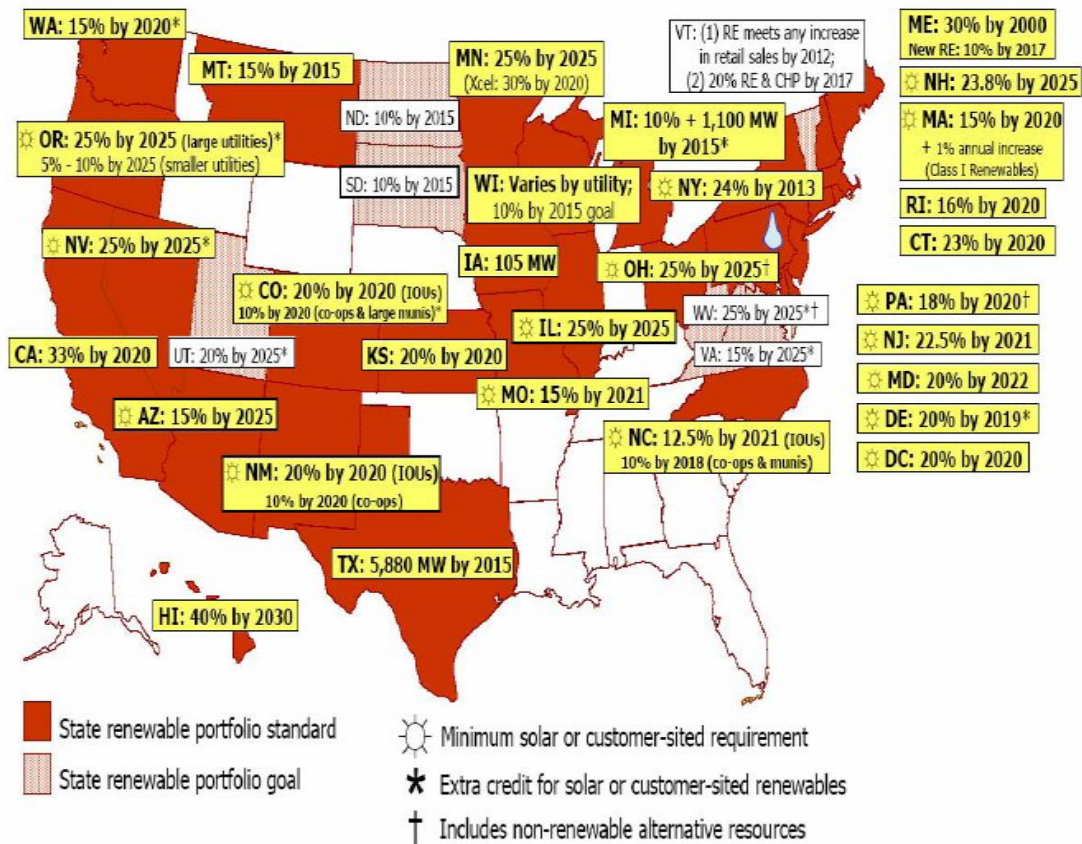 WA: 15% by 2020*
MT: 15% by 2015
MN: 25% by 2025
(Xcel: 30% by 2020)
VT: (1) RE meets any increase
in retail sales by 2012;
(2) 20% RE & CHP by 2017
ME: 30% by 2000
New RE: 10% by 2017
☼ NH: 23.8% by 2025
☼ MA: 15% by 2020
+ 1% annual increase
(Class I Renewables)
RI: 16% by 2020
CT: 23% by 2020
ND: 10% by 2015
SD: 10% by 2015
☼ OR: 25% by 2025 (large utilities)*
5% - 10% by 2025 (smaller utilities)
MI: 10% + 1,100 MW
by 2015*
WI: Varies by utility;
10% by 2015 goal
☼ NY: 24% by 2013
☼ NV: 25% by 2025*
IA: 105 MW
☼ OH: 25% by 2025†
☼ CO: 20% by 2020 (IOUs)
10% by 2020 (co-ops & large munis)*
WV: 25% by 2025*†
☼ IL: 25% by 2025
CA: 33% by 2020
UT: 20% by 2025*
KS: 20% by 2020
VA: 15% by 2025*
☼ PA: 18% by 2020†
☼ NJ: 22.5% by 2021
☼ MD: 20% by 2022
☼ DE: 20% by 2019*
☼ DC: 20% by 2020
☼ MO: 15% by 2021
☼ AZ: 15% by 2025
☼ NC: 12.5% by 2021 (IOUs)
10% by 2018 (co-ops & munis)
☼ NM: 20% by 2020 (IOUs)
10% by 2020 (co-ops)
TX: 5,880 MW by 2015
HI: 40% by 2030
State renewable portfolio standard
State renewable portfolio goal
☼ Minimum solar or customer-sited requirement
* Extra credit for solar or customer-sited renewables
† Includes non-renewable alternative resources